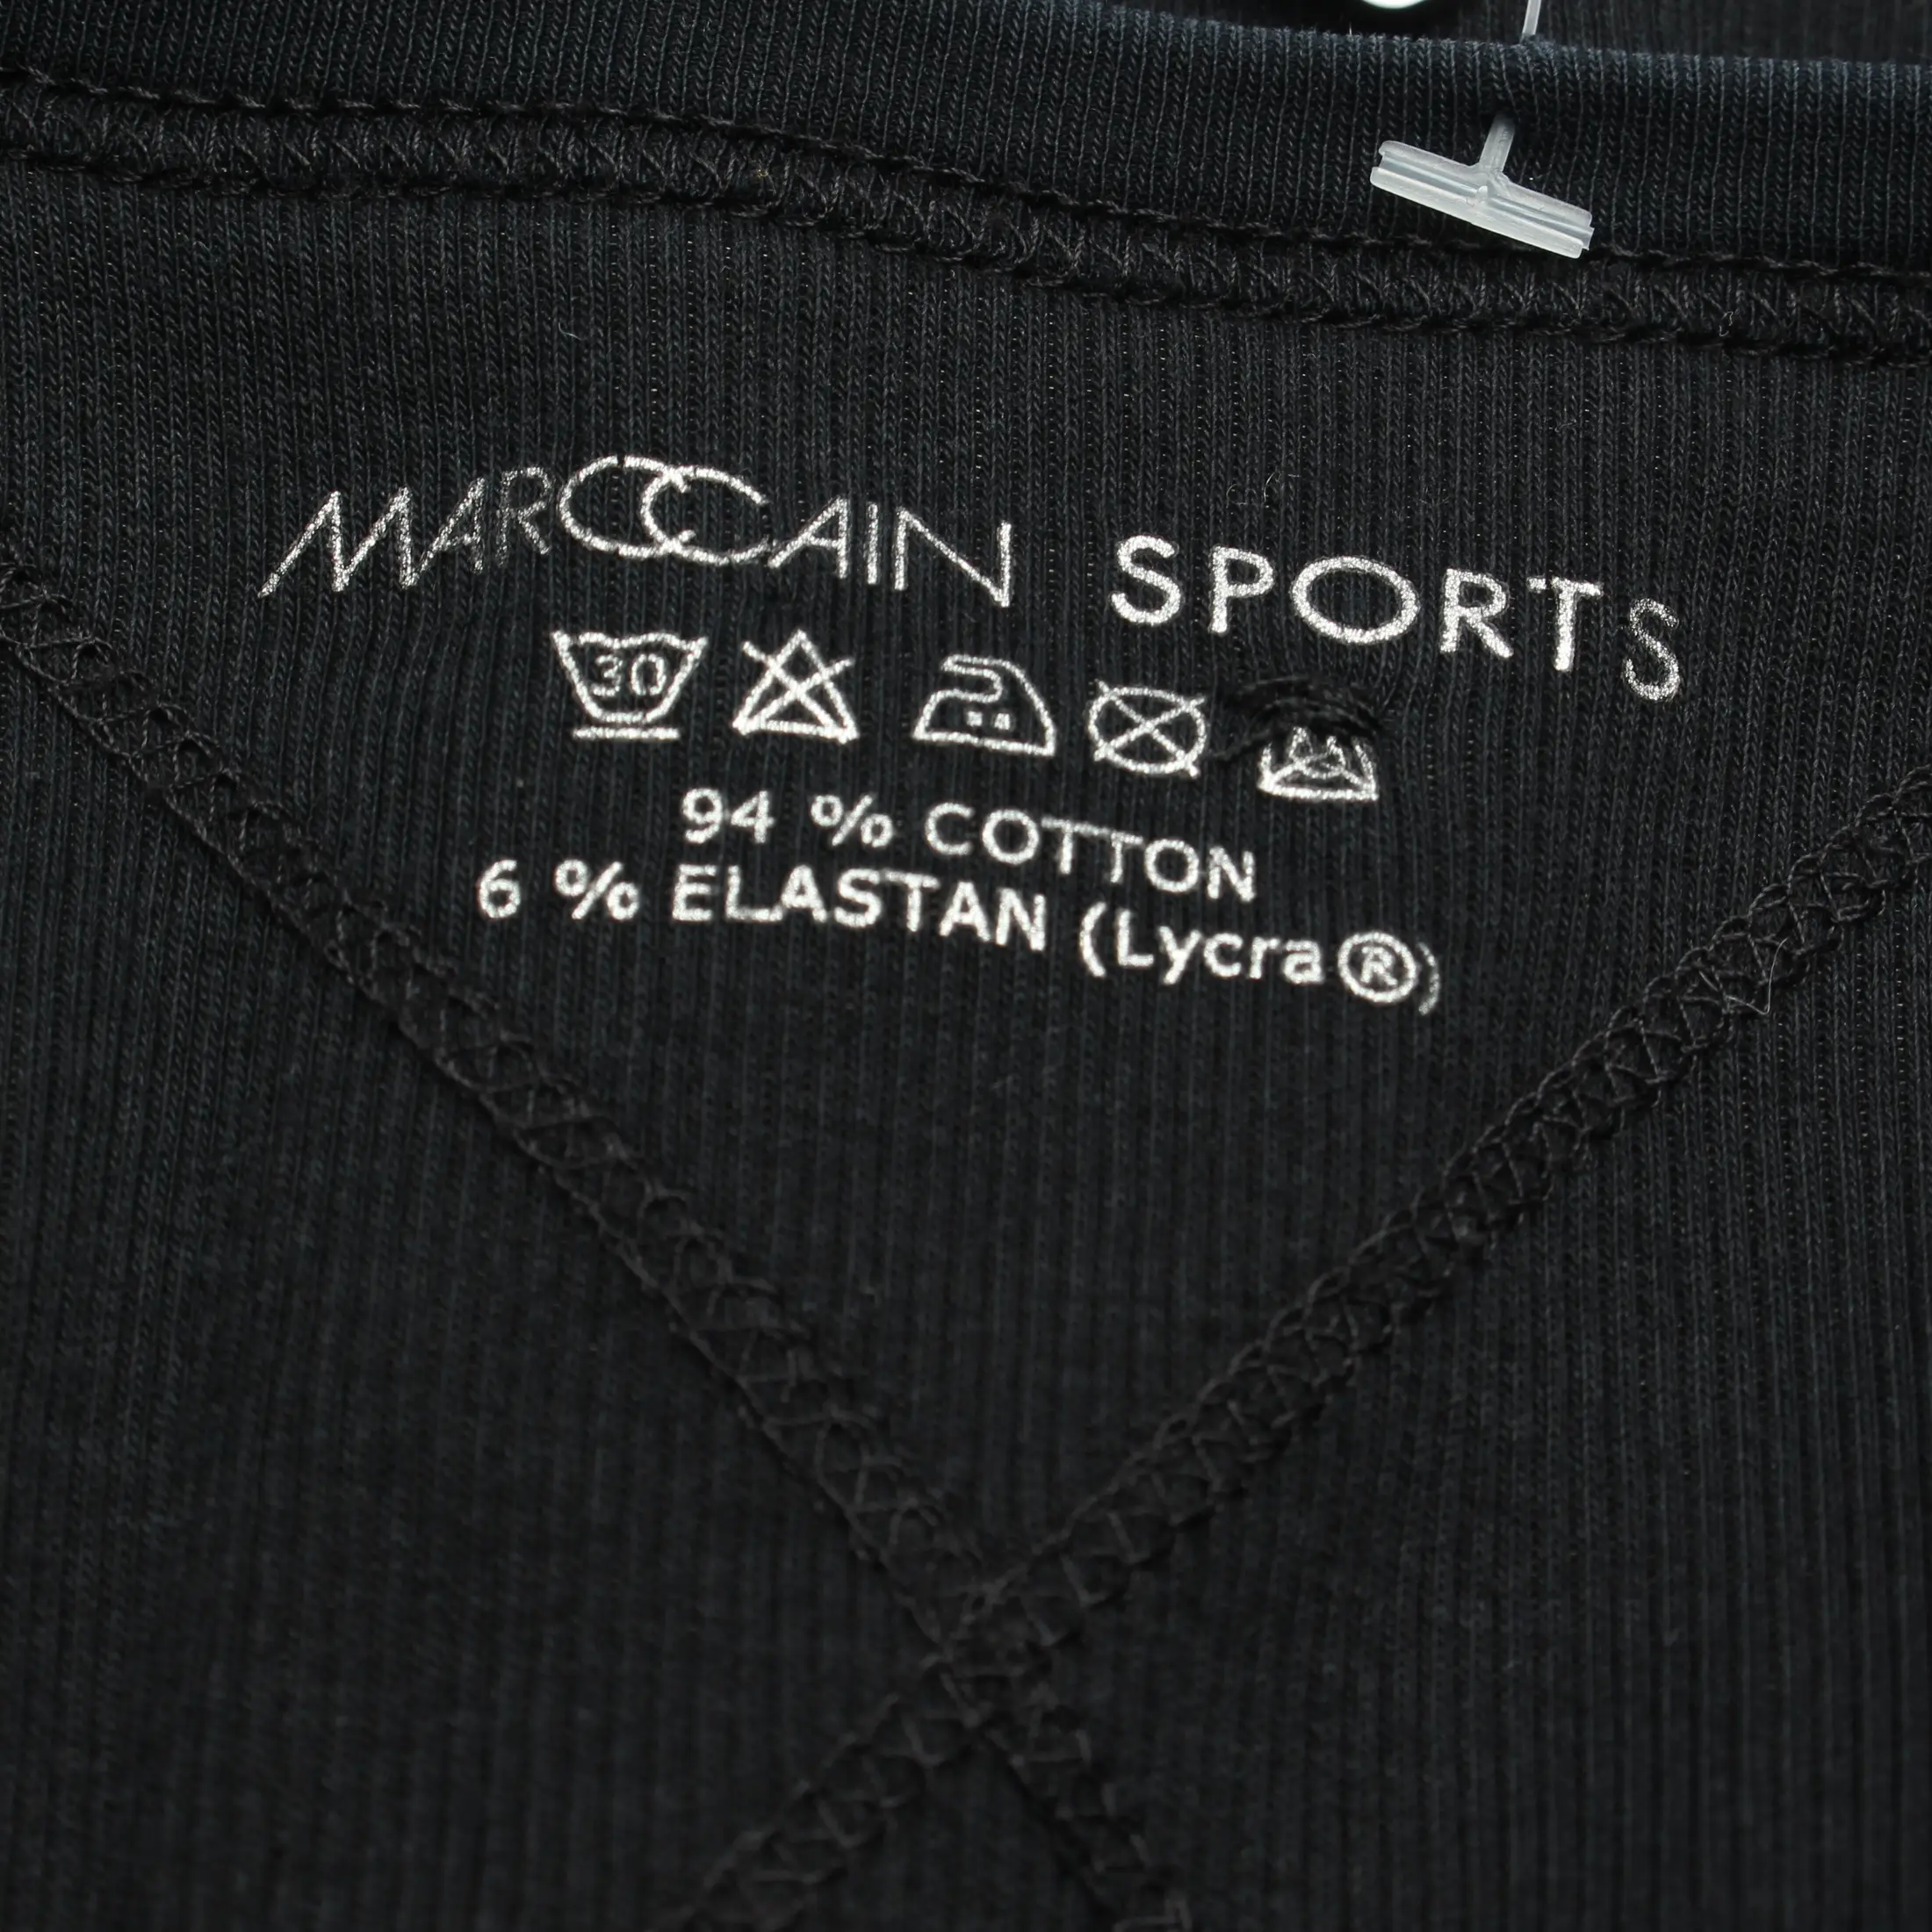 MARCCAIN SPORTS
30
94 % COTTON
6 % ELASTAN (Lycra®)